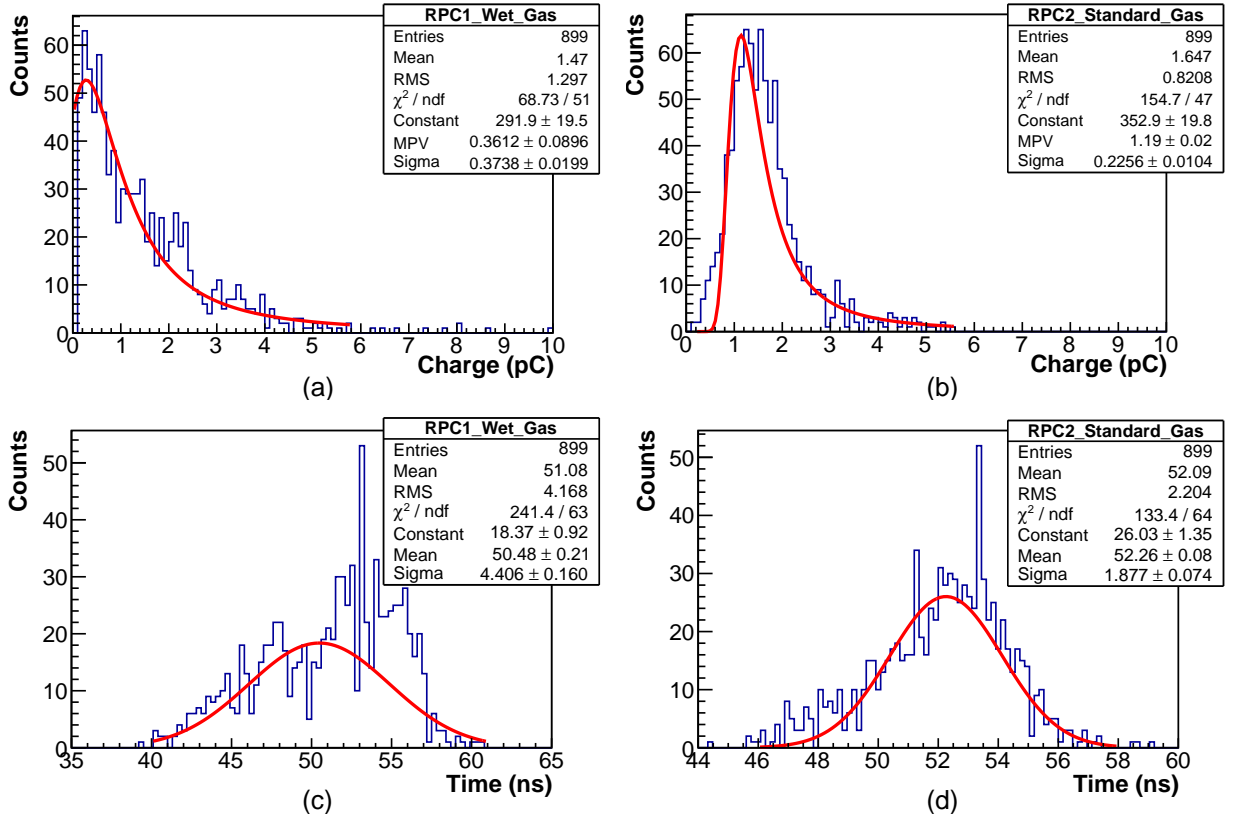 RPC1_Wet_Gas
Entries 899
Mean 1.47
RMS 1.297
χ² / ndf 68.73 / 51
Constant 291.9 ± 19.5
MPV 0.3612 ± 0.0896
Sigma 0.3738 ± 0.0199
Counts
60
50
40
30
20
10
0
0 1 2 3 4 5 6 7 8 9 10
Charge (pC)
(a)
RPC2_Standard_Gas
Entries 899
Mean 1.647
RMS 0.8208
χ² / ndf 154.7 / 47
Constant 352.9 ± 19.8
MPV 1.19 ± 0.02
Sigma 0.2256 ± 0.0104
Counts
60
50
40
30
20
10
0
0 1 2 3 4 5 6 7 8 9 10
Charge (pC)
(b)
RPC1_Wet_Gas
Entries 899
Mean 51.08
RMS 4.168
χ² / ndf 241.4 / 63
Constant 18.37 ± 0.92
Mean 50.48 ± 0.21
Sigma 4.406 ± 0.160
Counts
50
40
30
20
10
0
35 40 45 50 55 60 65
Time (ns)
(c)
RPC2_Standard_Gas
Entries 899
Mean 52.09
RMS 2.204
χ² / ndf 133.4 / 64
Constant 26.03 ± 1.35
Mean 52.26 ± 0.08
Sigma 1.877 ± 0.074
Counts
50
40
30
20
10
0
44 46 48 50 52 54 56 58 60
Time (ns)
(d)